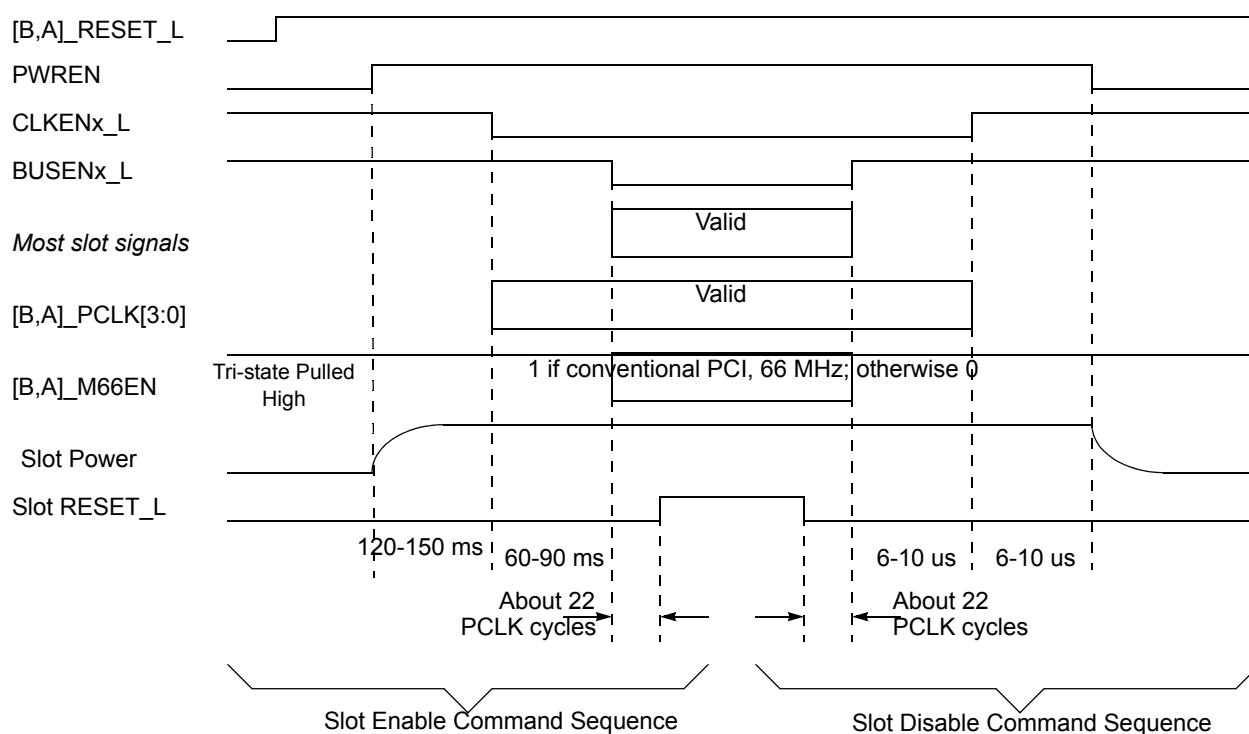 [B,A]_RESET_L
PWREN
CLKENx_L
BUSENx_L
Valid
Most slot signals
Valid
[B,A]_PCLK[3:0]
1 if conventional PCI, 66 MHz; otherwise 0
Tri-state Pulled
High
[B,A]_M66EN
Slot Power
Slot RESET_L
120-150 ms
60-90 ms
6-10 us
6-10 us
About 22
PCLK cycles
About 22
PCLK cycles
Slot Enable Command Sequence
Slot Disable Command Sequence